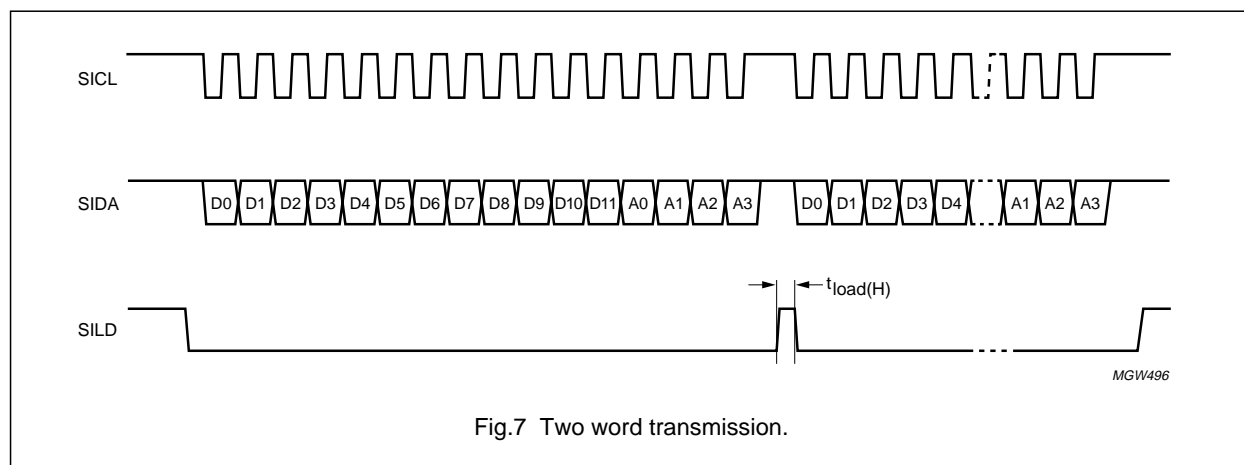 SICL
SIDA D0 D1 D2 D3 D4 D5 D6 D7 D8 D9 D10 D11 A0 A1 A2 A3 D0 D1 D2 D3 D4 A1 A2 A3
tload(H)
SILD
MGW496
Fig.7 Two word transmission.